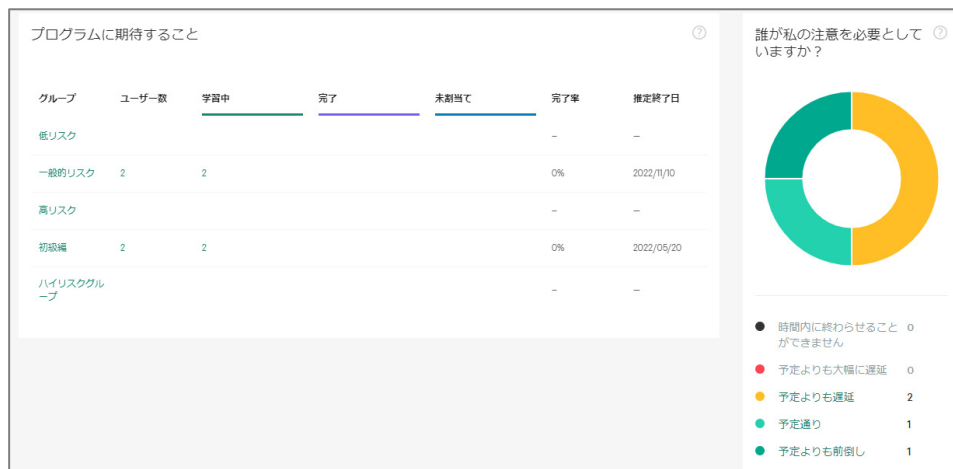 プログラムに期待すること
グループ ユーザー数 学習中 完了 未割当て 完了率 推定終了日
低リスク – –
一般的リスク 2 2 0% 2022/11/10
高リスク – –
初級編 2 2 0% 2022/05/20
ハイリスクグル
ープ – –
誰が私の注意を必要として
いますか？
時間内に終わらせること 0
ができません
予定よりも大幅に遅延 0
予定よりも遅延 2
予定通り 1
予定よりも前倒し 1